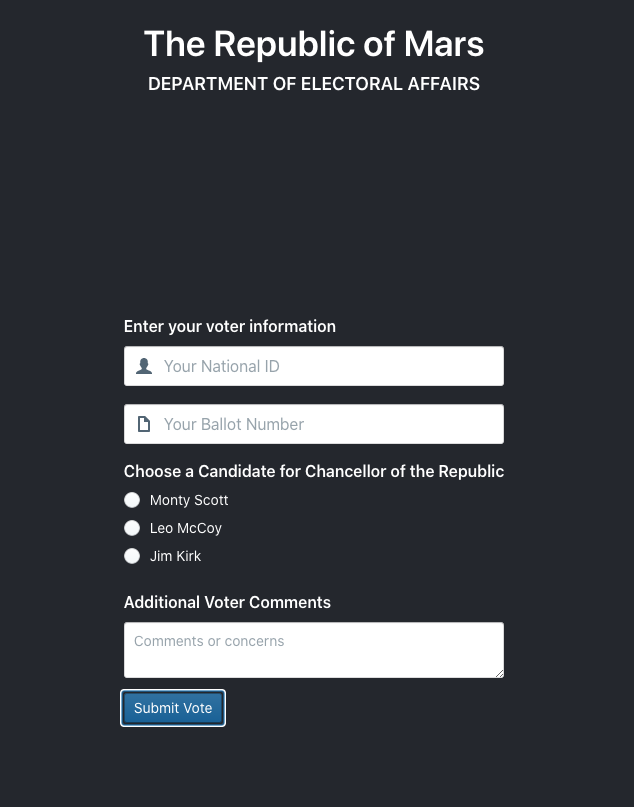 The Republic of Mars
DEPARTMENT OF ELECTORAL AFFAIRS
Enter your voter information
Your National ID
Your Ballot Number
Choose a Candidate for Chancellor of the Republic
Monty Scott
Leo McCoy
Jim Kirk
Additional Voter Comments
Comments or concerns
Submit Vote